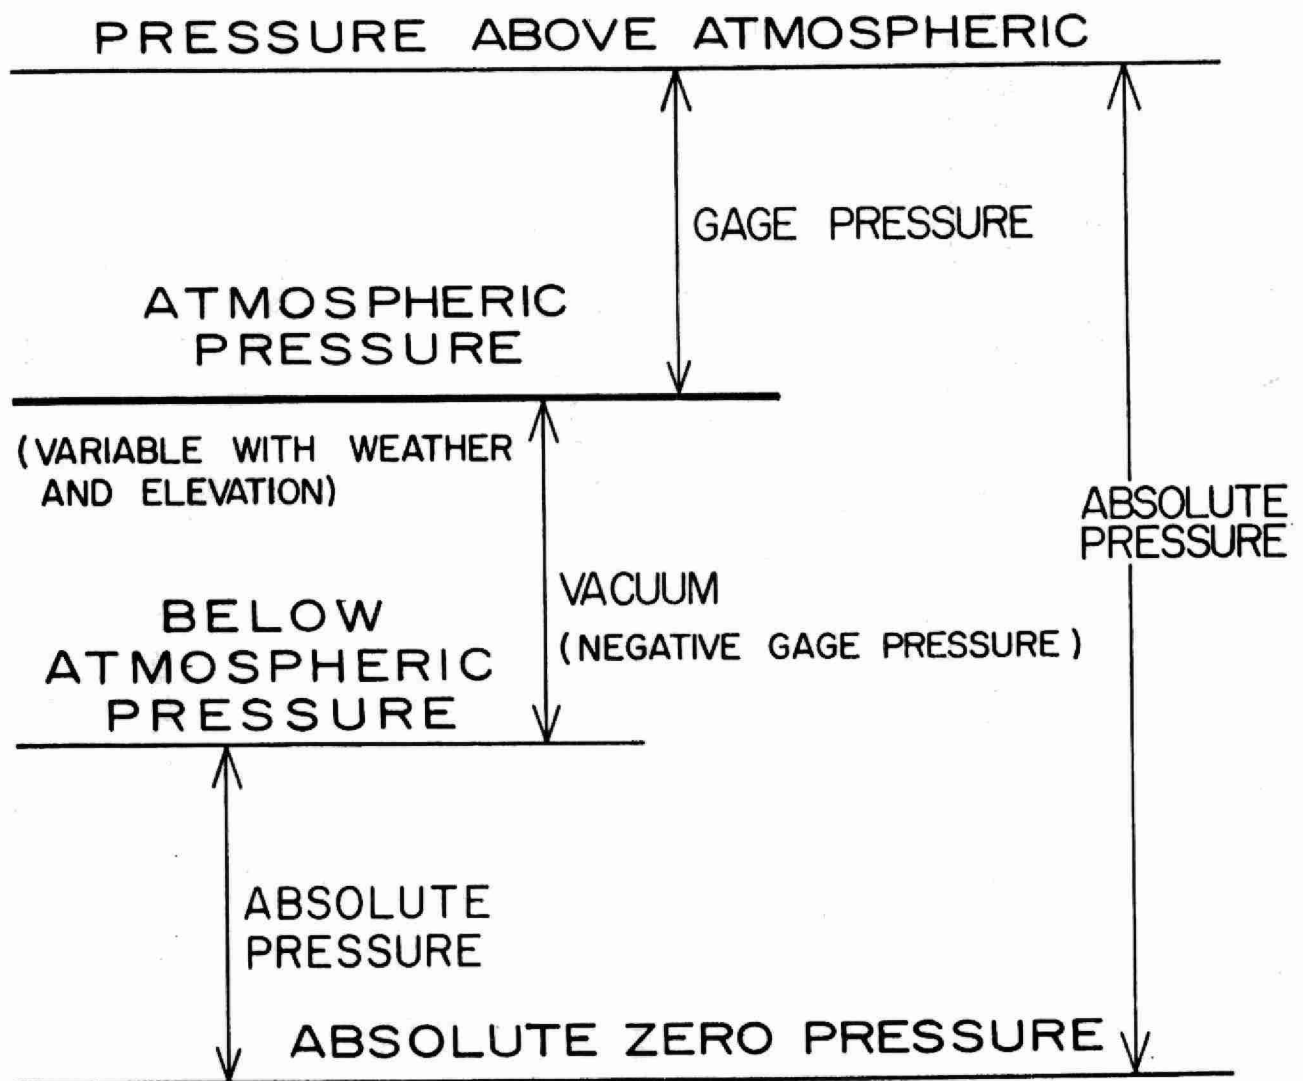 PRESSURE ABOVE ATMOSPHERIC
GAGE PRESSURE
ATMOSPHERIC
PRESSURE
(VARIABLE WITH WEATHER
AND ELEVATION)
ABSOLUTE
PRESSURE
VACUUM
(NEGATIVE GAGE PRESSURE)
BELOW
ATMOSPHERIC
PRESSURE
ABSOLUTE
PRESSURE
ABSOLUTE ZERO PRESSURE